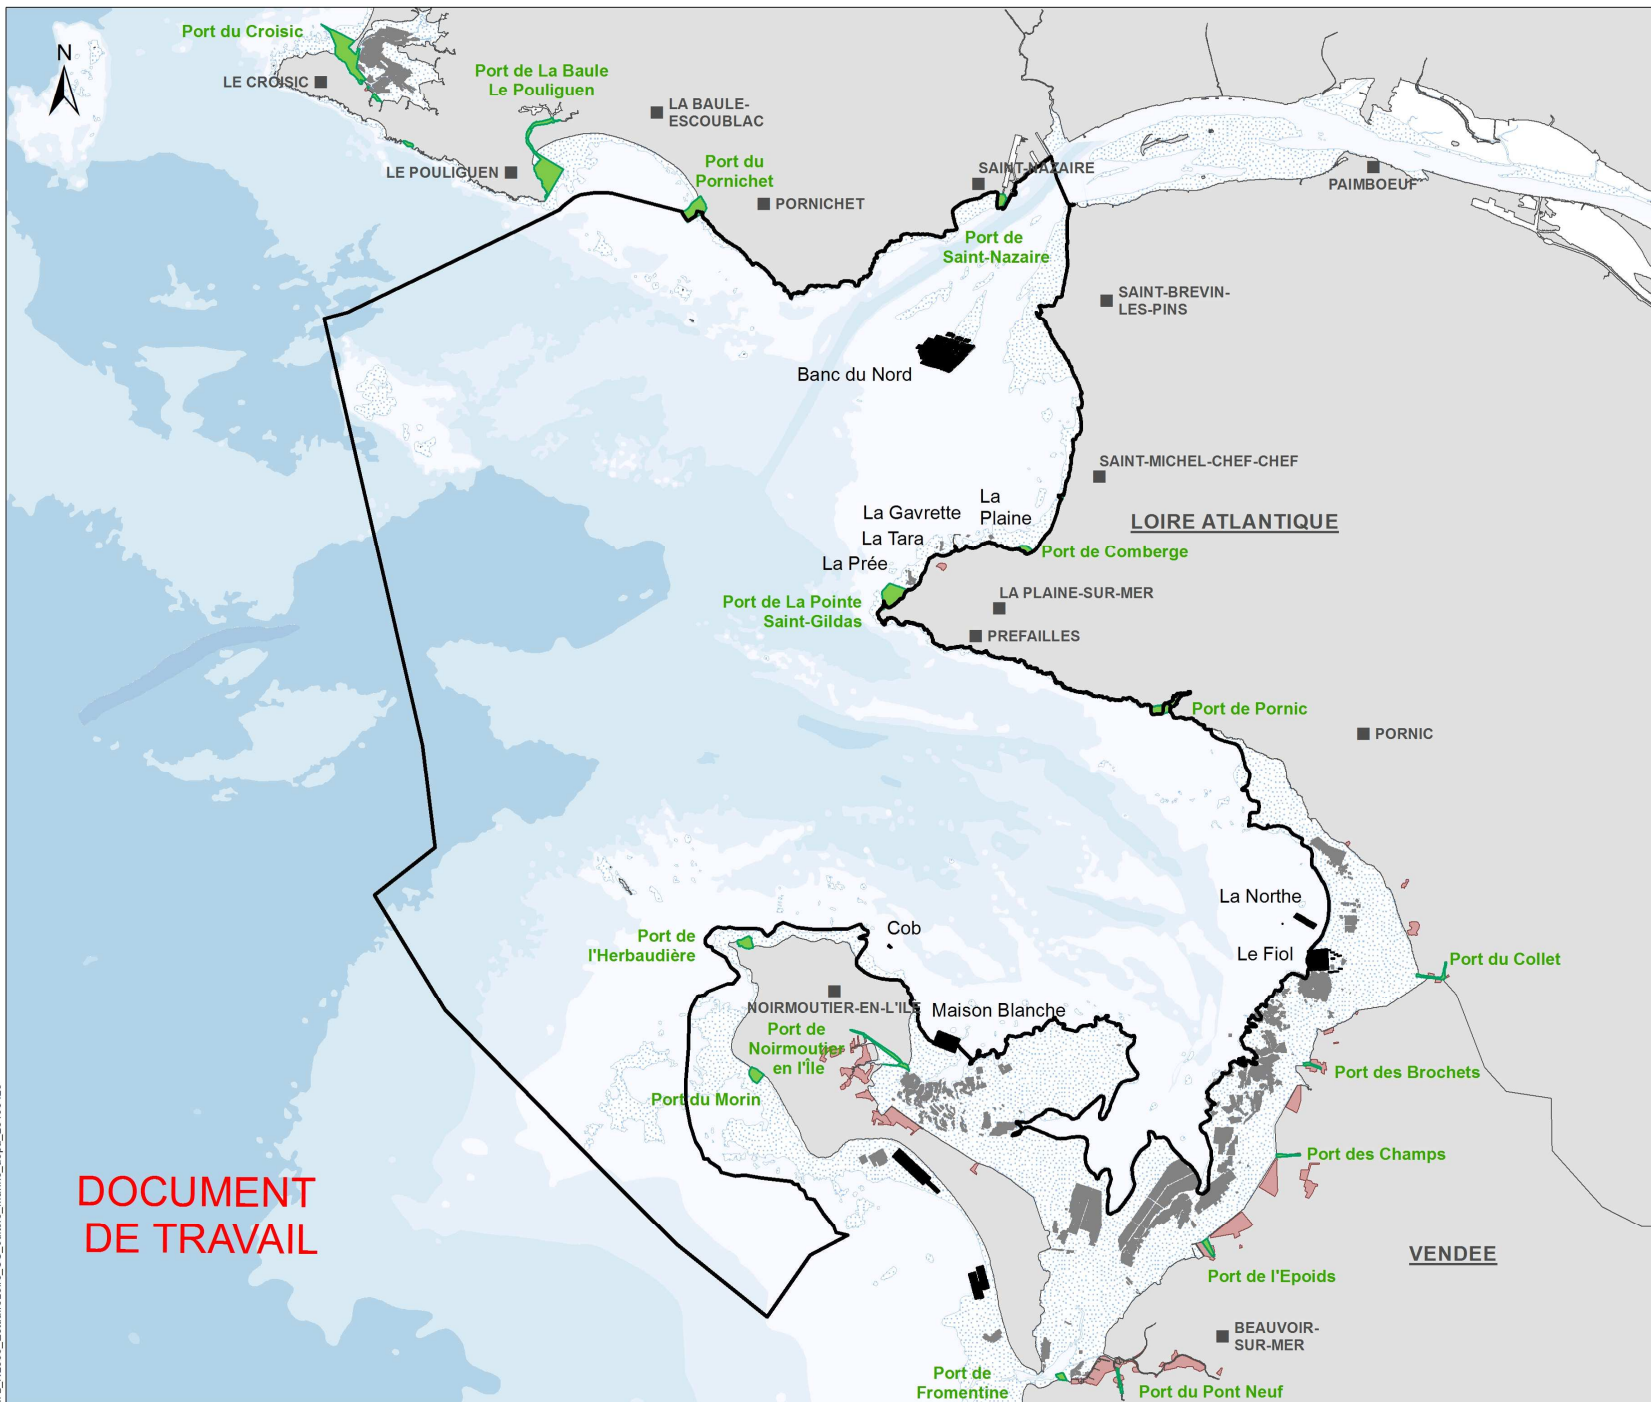 Port du Croisic
N
LE CROISIC
Port de La Baule
Le Pouliguen
LA BAULE-
ESCOUBLAC
LE POULIGUEN
Port du
Pornichet
PORNICHET
SAINT-NAZAIRE
PAIMBOEUF
Port de
Saint-Nazaire
SAINT-BREVIN-
LES-PINS
Banc du Nord
SAINT-MICHEL-CHEF-CHEF
La Gavrette
La
Plaine
LOIRE ATLANTIQUE
La Tara
Port de Comberge
La Prée
LA PLAINE-SUR-MER
Port de La Pointe
Saint-Gildas
PREFAILLES
Port de Pornic
PORNIC
La Northe
Cob
Port de
l'Herbaudière
Le Fiol
Port du Collet
NOIRMOUTIER-EN-L'ILE
Maison Blanche
Port de
Noirmoutier
en l'Île
Port du Morin
Port des Brochets
Port des Champs
DOCUMENT
DE TRAVAIL
VENDEE
Port de l'Epoids
BEAUVOIR-
SUR-MER
Port de
Fromentine
Port du Pont Neuf